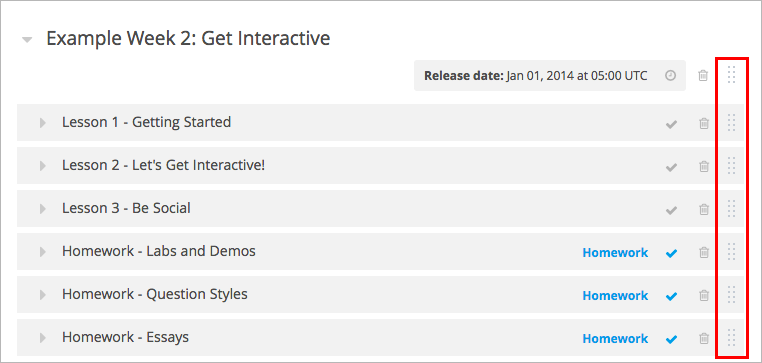 Example Week 2: Get Interactive
Release date: Jan 01, 2014 at 05:00 UTC
Lesson 1 - Getting Started
Lesson 2 - Let's Get Interactive!
Lesson 3 - Be Social
Homework - Labs and Demos Homework
Homework - Question Styles Homework
Homework - Essays Homework